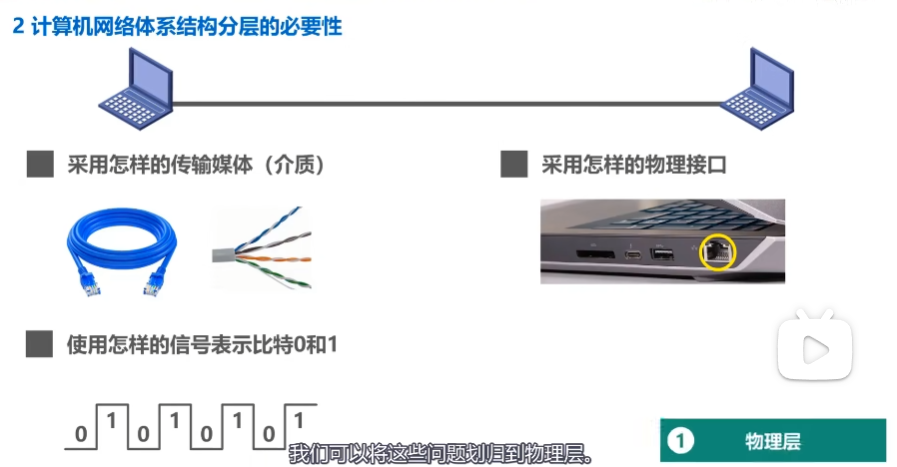 2 计算机网络体系结构分层的必要性
采用怎样的传输媒体（介质）
采用怎样的物理接口
使用怎样的信号表示比特0和1
0 1 0 1 0 1 0 1
我们可以将这些问题划归到物理层。
1 物理层